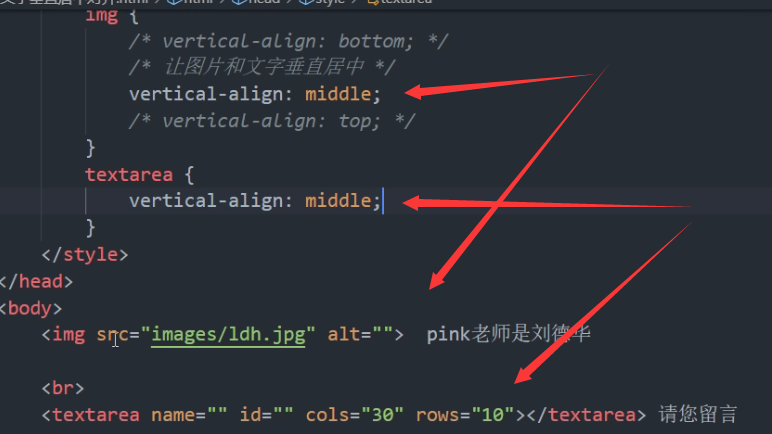 img {
/* vertical-align: bottom; */
/* 让图片和文字垂直居中 */
vertical-align: middle;
/* vertical-align: top; */
}
textarea {
vertical-align: middle;
}
</style>
</head>
<body>
<img src="images/ldh.jpg" alt=""> pink老师是刘德华
<br>
<textarea name="" id="" cols="30" rows="10"></textarea> 请您留言